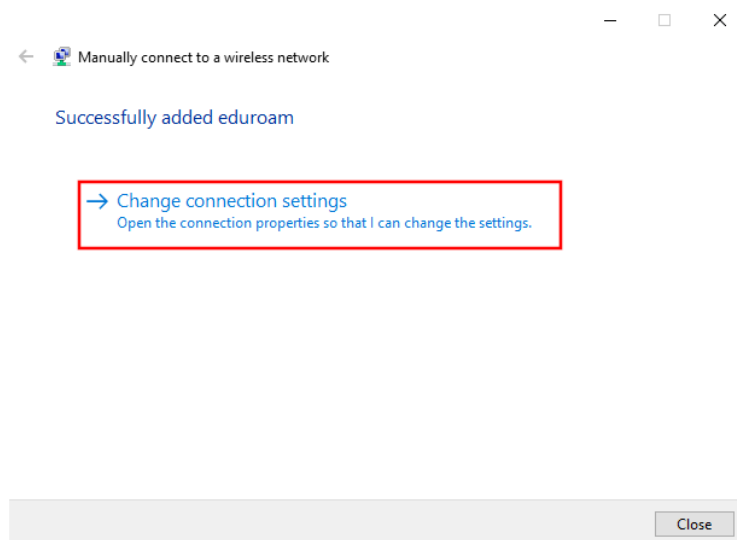 Manually connect to a wireless network
Successfully added eduroam
Change connection settings
Open the connection properties so that I can change the settings.
Close